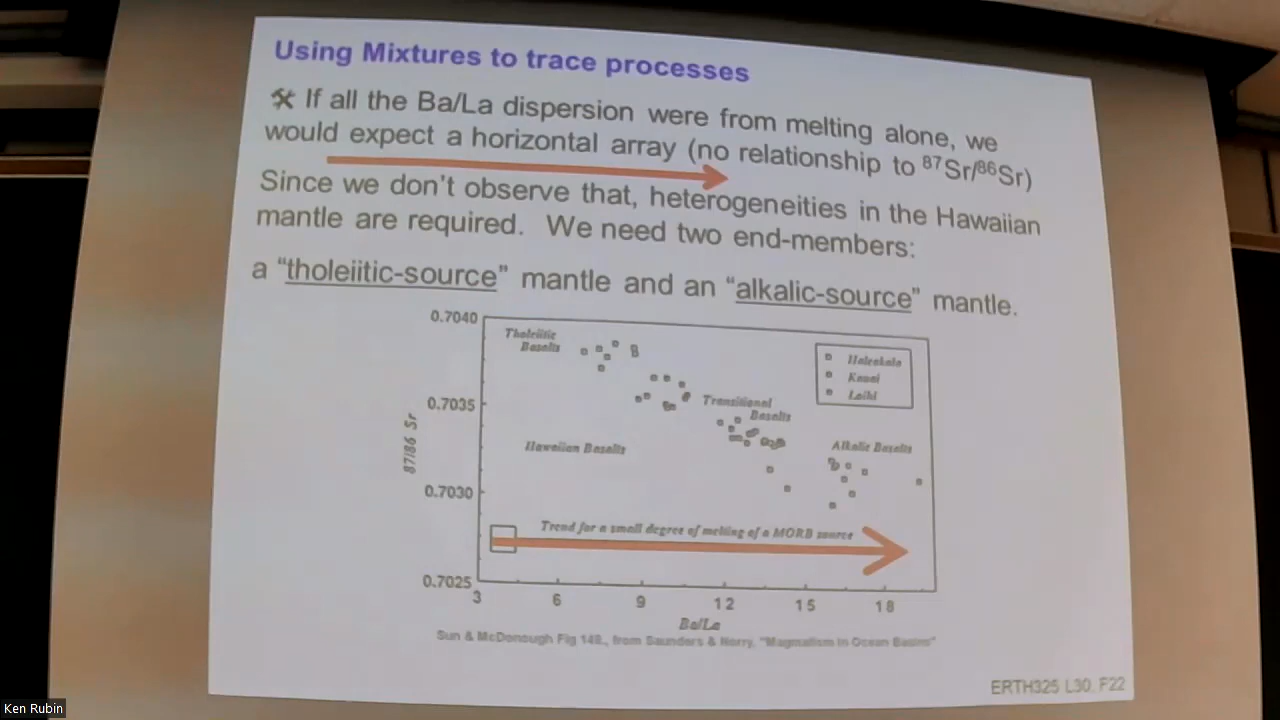 Using Mixtures to trace processes
If all the Ba/La dispersion were from melting alone, we
would expect a horizontal array (no relationship to 87Sr/86Sr)
Since we don't observe that, heterogeneities in the Hawaiian
mantle are required. We need two end-members:
a "tholeiitic-source" mantle and an "alkalic-source" mantle.
0.7040
0.7035
0.7030
0.7025
87/86 Sr
Tholeiitic
Basalts
Haleakala
Kauai
Loihi
Transitional
Basalts
Hawaiian Basalts
Alkalic Basalts
Trend for a small degree of melting of a MORB source
3 6 9 12 15 18
Ba/La
Sun & McDonough Fig 14a., from Saunders & Norry, "Magmatism in Ocean Basins"
ERTH325 L30, F22
Ken Rubin